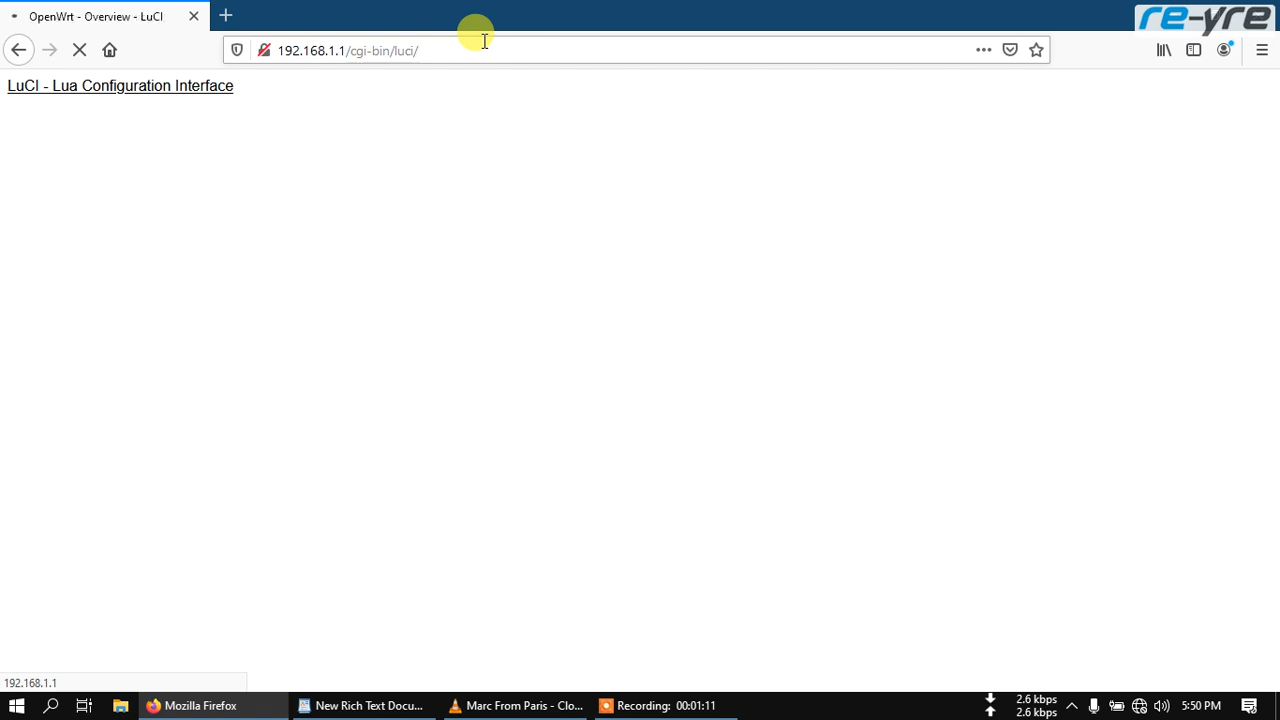 OpenWrt - Overview - LuCI
re-yre
192.168.1.1/cgi-bin/luci/
LuCI - Lua Configuration Interface
192.168.1.1
Mozilla Firefox
New Rich Text Docu...
Marc From Paris - Clo...
Recording: 00:01:11
2.6 kbps
2.6 kbps
5:50 PM